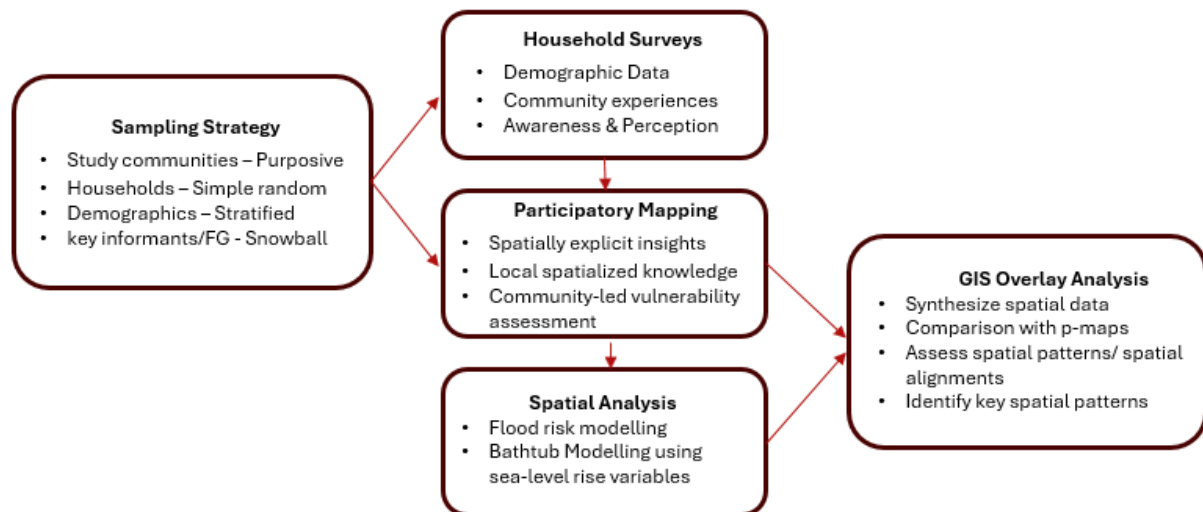 Sampling Strategy
• Study communities – Purposive
• Households – Simple random
• Demographics – Stratified
• key informants/FG - Snowball
Household Surveys
• Demographic Data
• Community experiences
• Awareness & Perception
Participatory Mapping
• Spatially explicit insights
• Local spatialized knowledge
• Community-led vulnerability
assessment
Spatial Analysis
• Flood risk modelling
• Bathtub Modelling using
sea-level rise variables
GIS Overlay Analysis
• Synthesize spatial data
• Comparison with p-maps
• Assess spatial patterns/ spatial
alignments
• Identify key spatial patterns